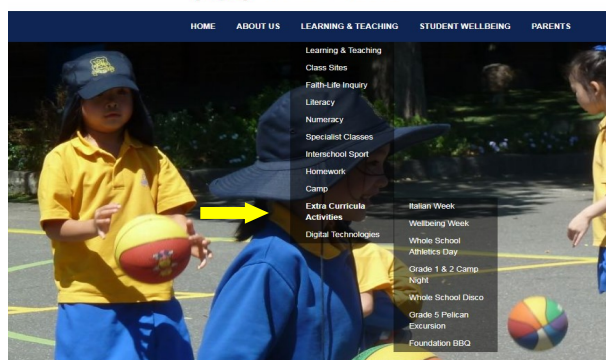 HOME ABOUT US LEARNING & TEACHING STUDENT WELLBEING PARENTS
Learning & Teaching
Class Sites
Faith-Life Inquiry
Literacy
Numeracy
Specialist Classes
Interschool Sport
Homework
Camp
Extra Curricula
Activities
Digital Technologies
Italian Week
Wellbeing Week
Whole School
Athletics Day
Grade 1 & 2 Camp
Night
Whole School Disco
Grade 5 Pelican
Excursion
Foundation BBQ